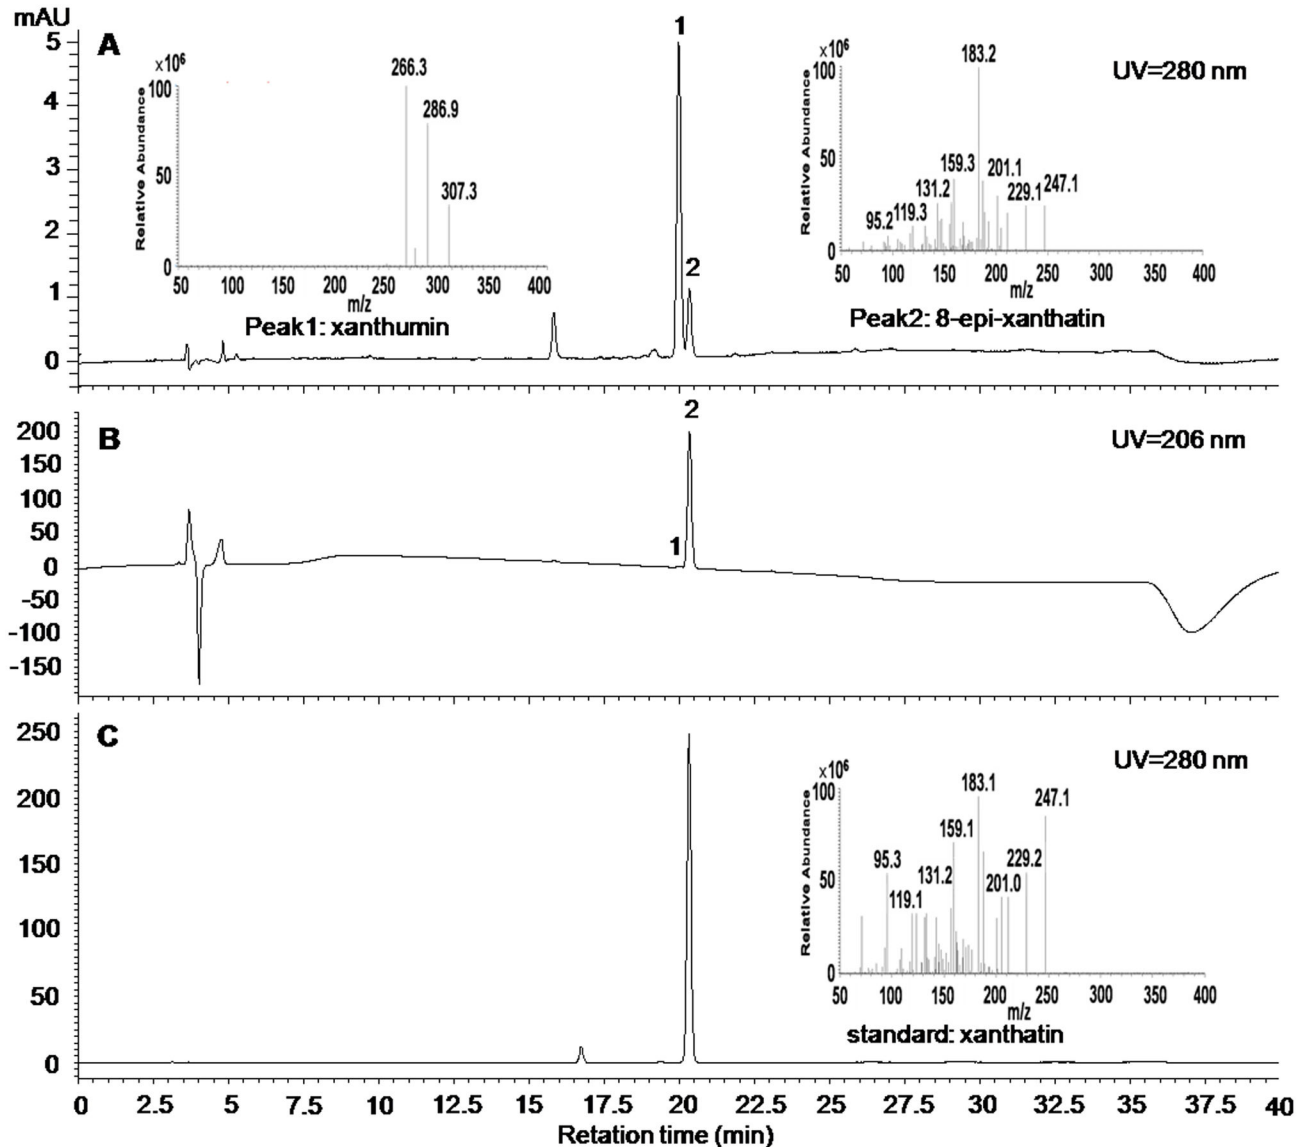 mAU
A
5
4
3
2
1
0
1
2
UV=280 nm
×10⁶
Relative Abundance
100
50
0
266.3
286.9
307.3
50 100 150 200 250 300 350 400
m/z
Peak1: xanthumin
×10⁶
Relative Abundance
100
50
0
183.2
159.3
201.1
131.2
229.1
247.1
119.3
95.2
50 100 150 200 250 300 350 400
m/z
Peak2: 8-epi-xanthatin
B
200
150
100
50
0
-50
-100
-150
2
1
UV=206 nm
C
250
200
150
100
50
0
UV=280 nm
×10⁶
Relative Abundance
100
50
0
183.1
247.1
159.1
95.3
131.2
229.2
119.1
201.0
50 100 150 200 250 300 350 400
m/z
standard: xanthatin
0 2.5 5 7.5 10 12.5 15 17.5 20 22.5 25 27.5 30 32.5 35 37.5 40
Retation time (min)